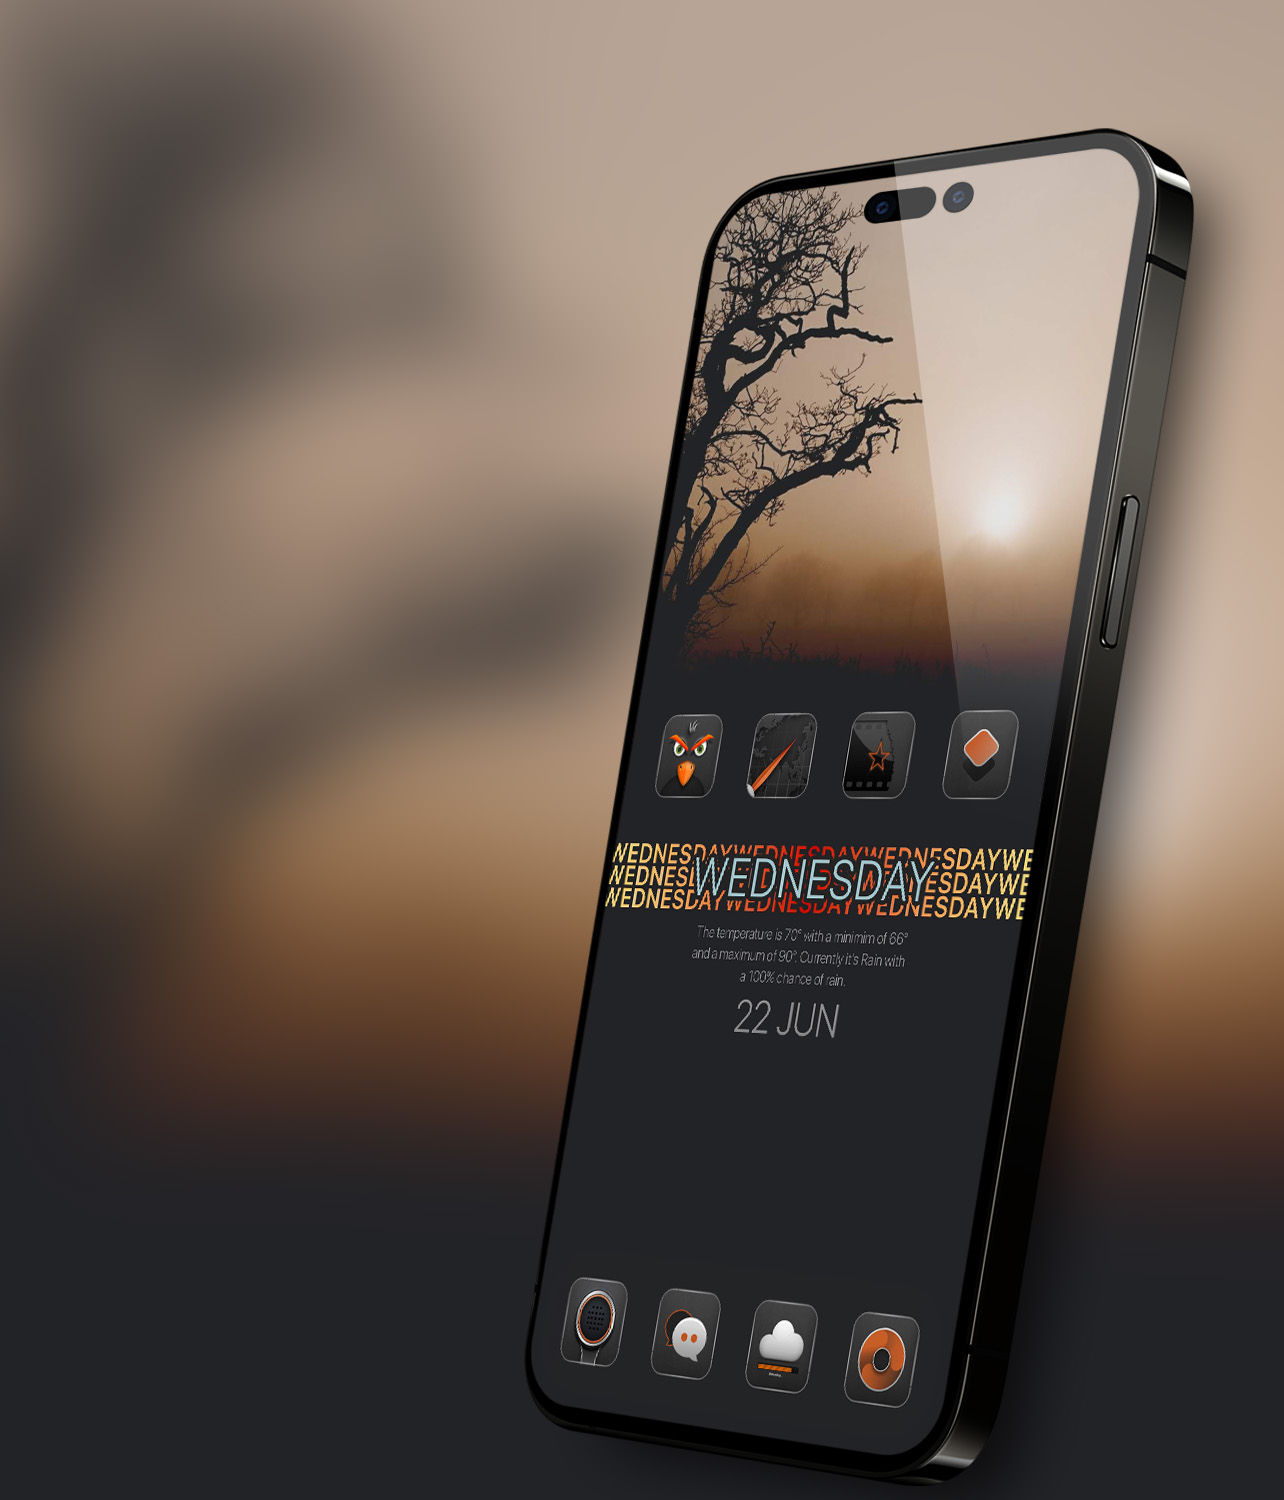 WEDNESDAYWEDNESDAYWEDNESDAYWE
WEDNESDAYWE
WEDNESDAY
WEDNESDAYWEDNESDAYWEDNESDAYWE
The temperature is 70° with a minimim of 66°
and a maximum of 90°. Currently it's Rain with
a 100% chance of rain.
22 JUN